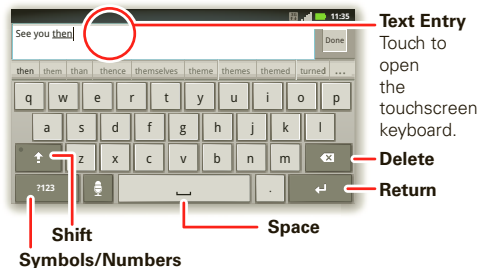 11:35
See you then
Done
then them than thence themselves theme themes themed turned ...
q w e r t y u i o p
a s d f g h j k l
z x c v b n m
?123 .
Text Entry
Touch to
open
the
touchscreen
keyboard.
Delete
Return
Space
Shift
Symbols/Numbers